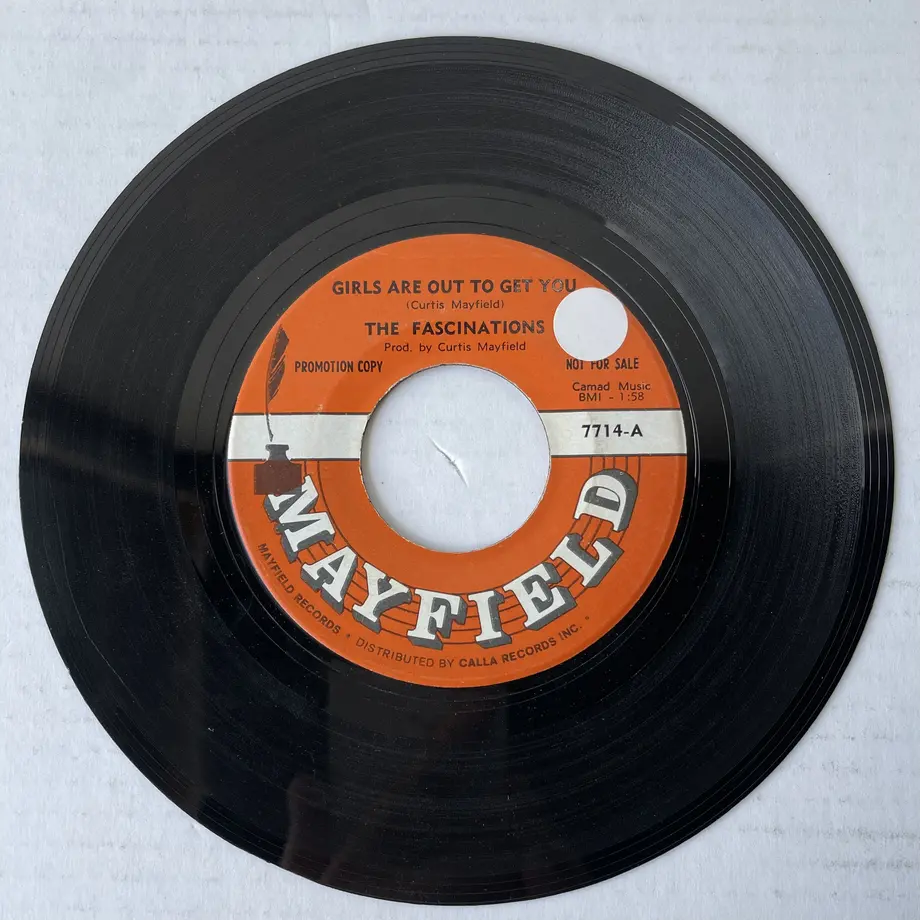 GIRLS ARE OUT TO GET YOU
(Curtis Mayfield)
THE FASCINATIONS
Prod. by Curtis Mayfield
PROMOTION COPY
NOT FOR SALE
Camad Music
BMI - 1:58
7714-A
MAYFIELD
MAYFIELD RECORDS • DISTRIBUTED BY CALLA RECORDS INC. •